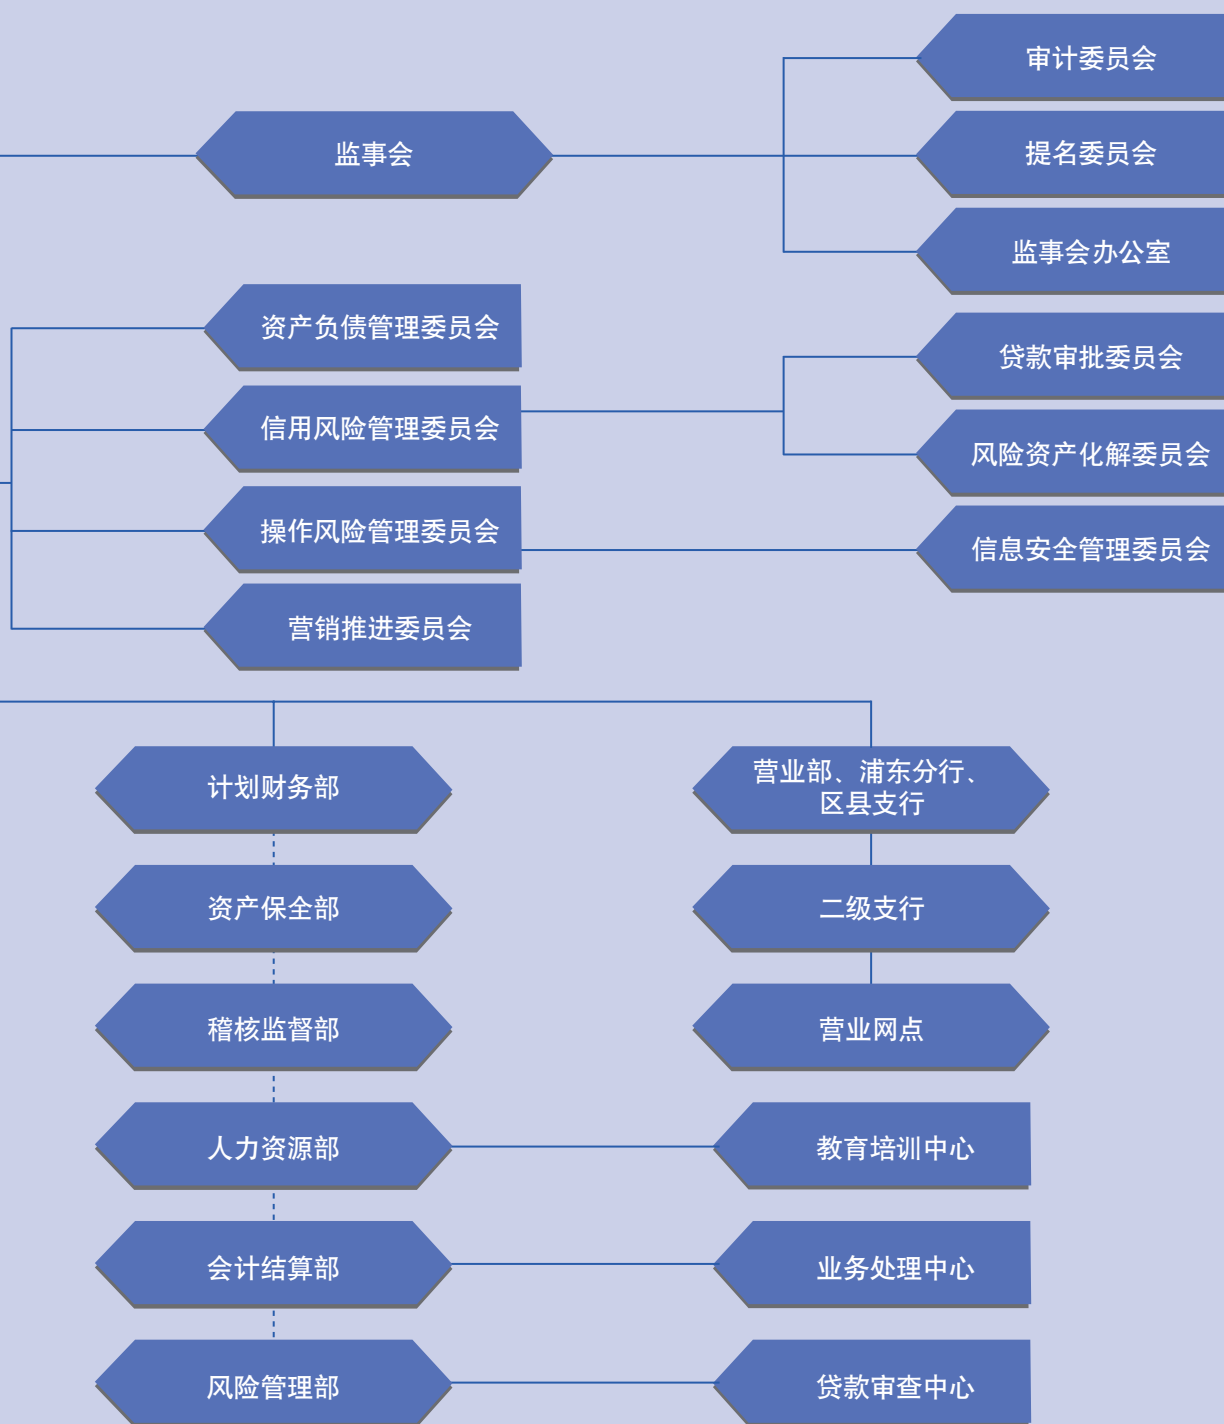 审计委员会
监事会
提名委员会
监事会办公室
资产负债管理委员会
贷款审批委员会
信用风险管理委员会
风险资产化解委员会
操作风险管理委员会
信息安全管理委员会
营销推进委员会
计划财务部
营业部、浦东分行、
区县支行
资产保全部
二级支行
稽核监督部
营业网点
人力资源部
教育培训中心
会计结算部
业务处理中心
风险管理部
贷款审查中心